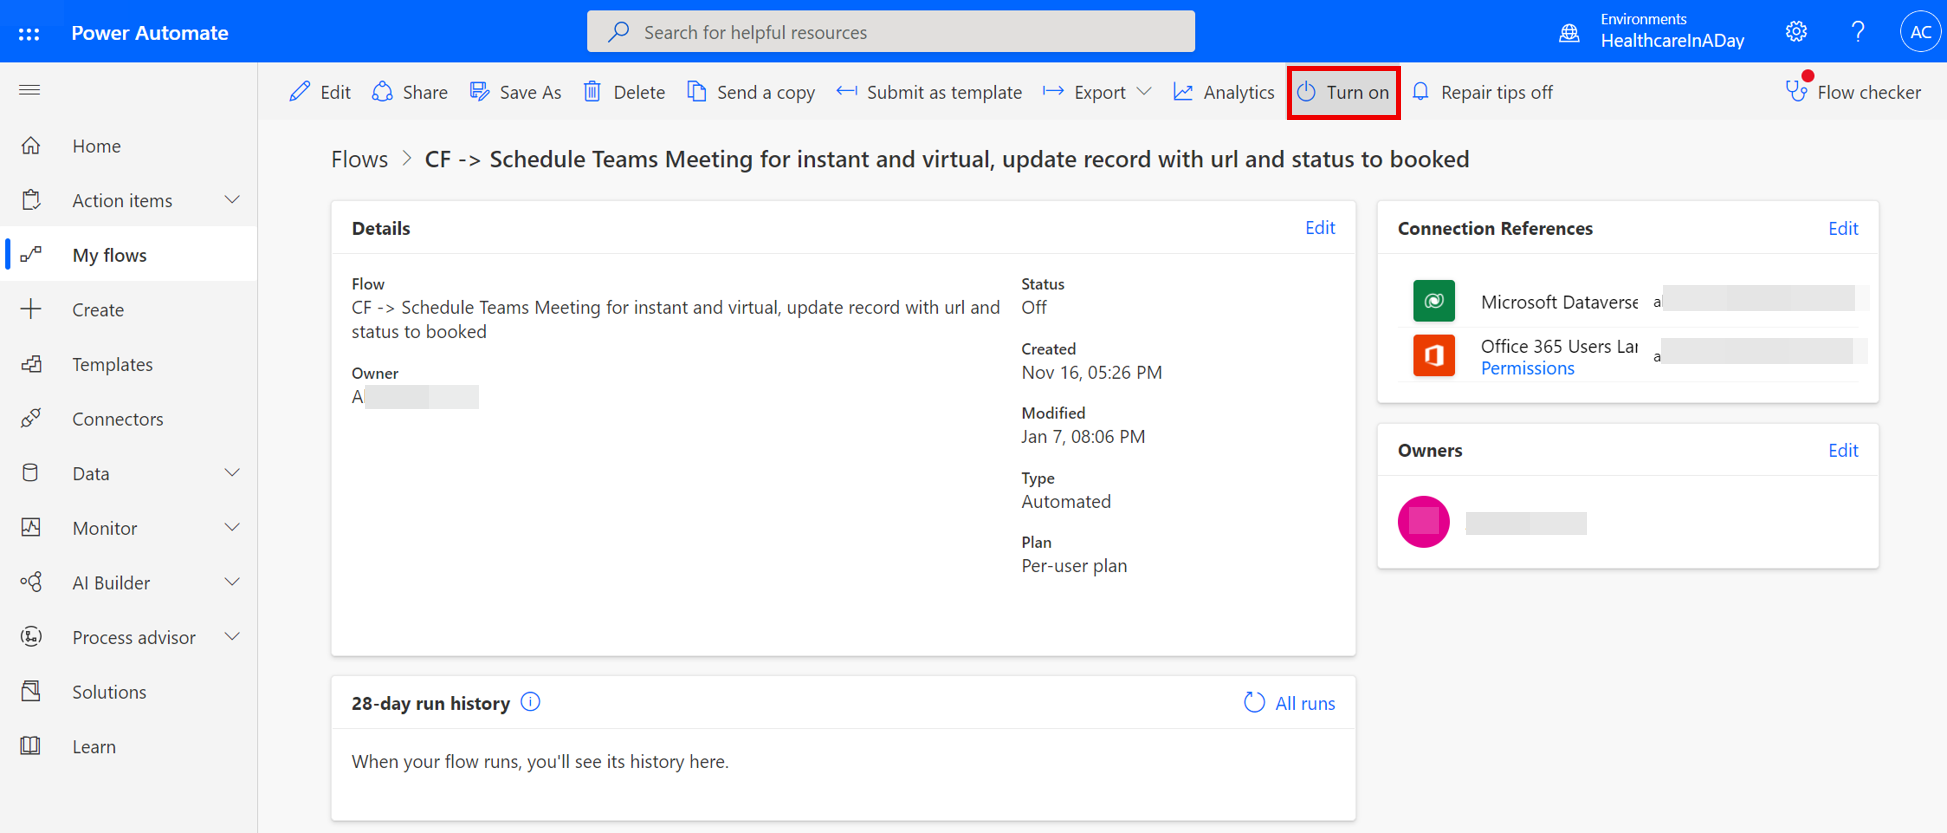 Power Automate
Search for helpful resources
Environments
HealthcareInADay
?
AC
Edit
Share
Save As
Delete
Send a copy
Submit as template
Export
Analytics
Turn on
Repair tips off
Flow checker
Home
Action items
My flows
Create
Templates
Connectors
Data
Monitor
AI Builder
Process advisor
Solutions
Learn
Flows > CF -> Schedule Teams Meeting for instant and virtual, update record with url and status to booked
Details
Edit
Flow
CF -> Schedule Teams Meeting for instant and virtual, update record with url and
status to booked
Owner
Status
Off
Created
Nov 16, 05:26 PM
Modified
Jan 7, 08:06 PM
Type
Automated
Plan
Per-user plan
28-day run history
All runs
When your flow runs, you'll see its history here.
Connection References
Edit
Microsoft Dataverse
a
Office 365 Users Lar
a
Permissions
Owners
Edit